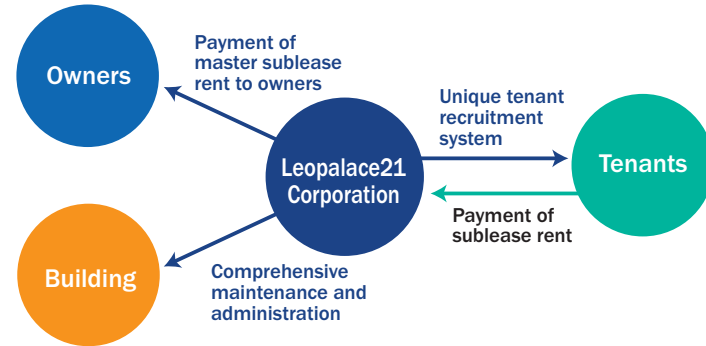 Owners
Payment of
master sublease
rent to owners
Leopalace21
Corporation
Unique tenant
recruitment
system
Tenants
Payment of
sublease rent
Building
Comprehensive
maintenance and
administration